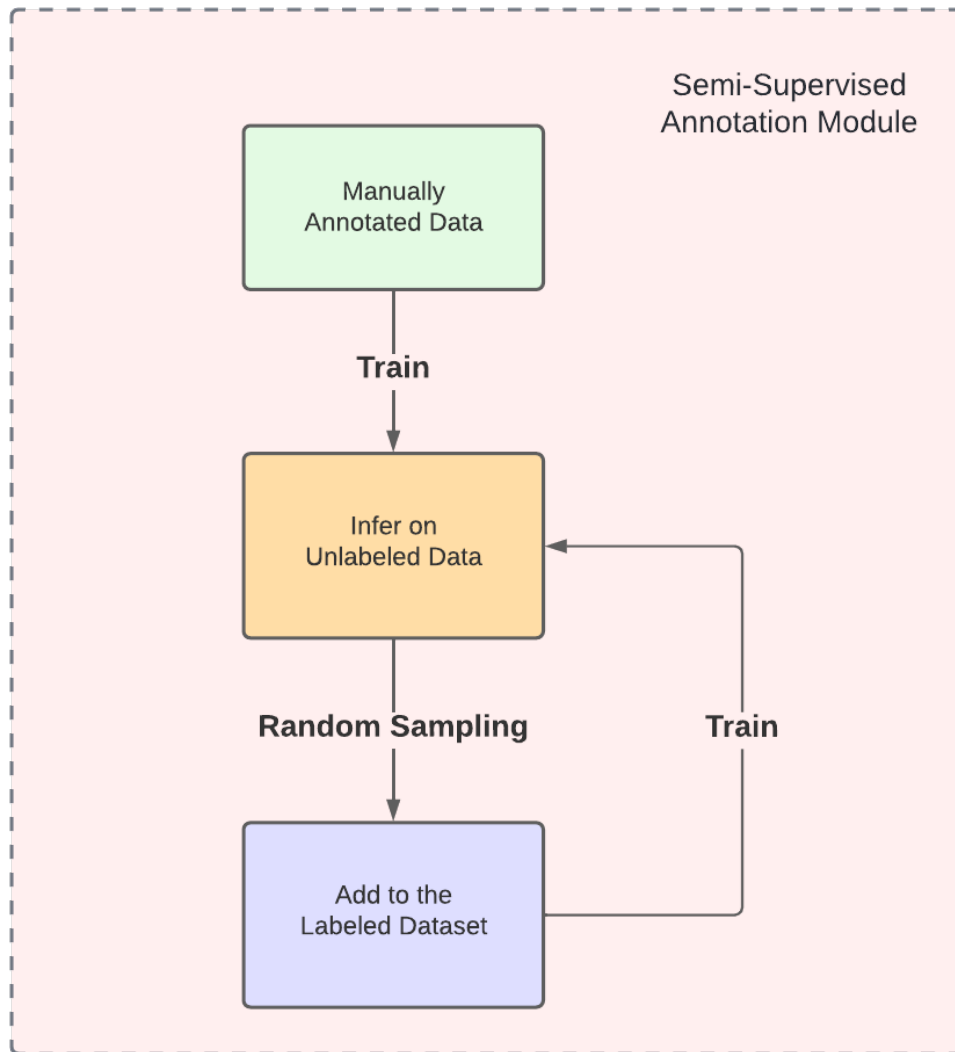 Semi-Supervised
Annotation Module
Manually
Annotated Data
Train
Infer on
Unlabeled Data
Random Sampling
Train
Add to the
Labeled Dataset